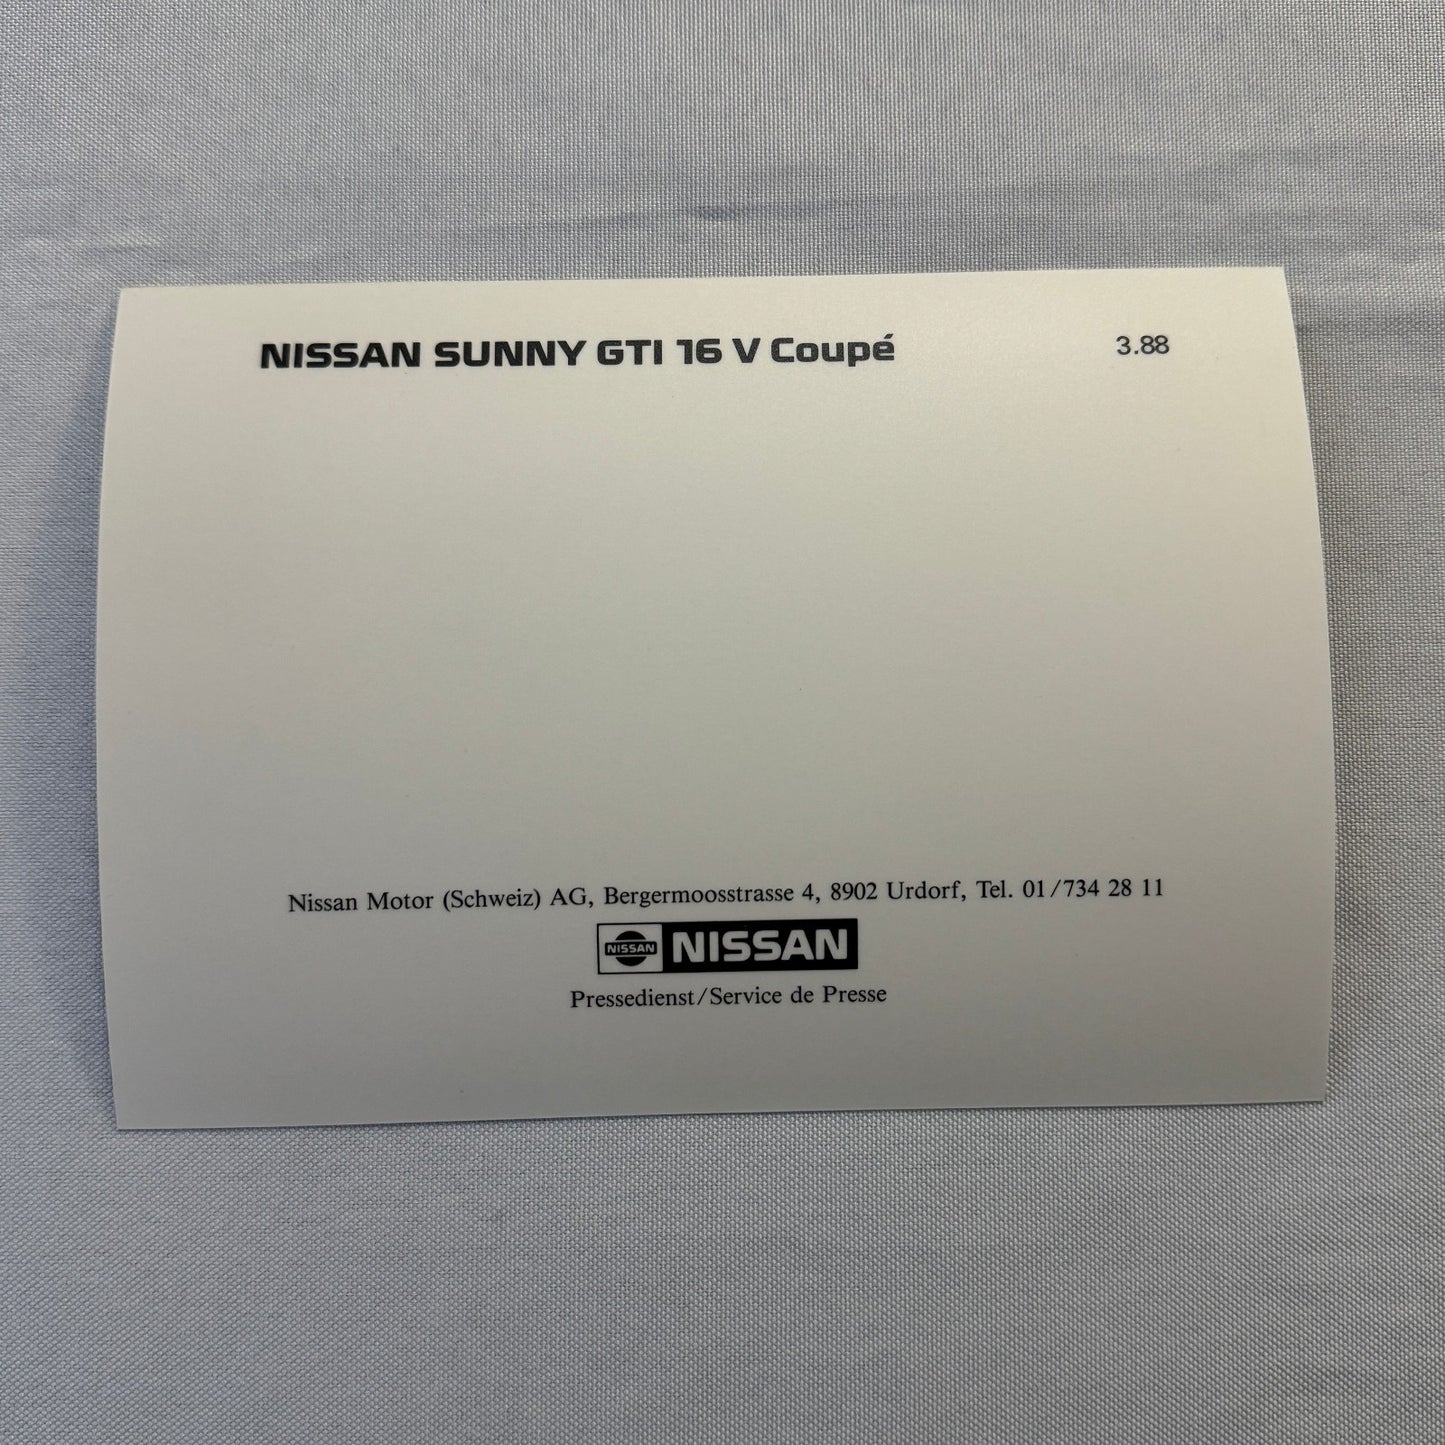 NISSAN SUNNY GTI 16 V Coupé 3.88
Nissan Motor (Schweiz) AG, Bergermoosstrasse 4, 8902 Urdorf, Tel. 01/734 28 11
NISSAN NISSAN
Pressedienst/Service de Presse